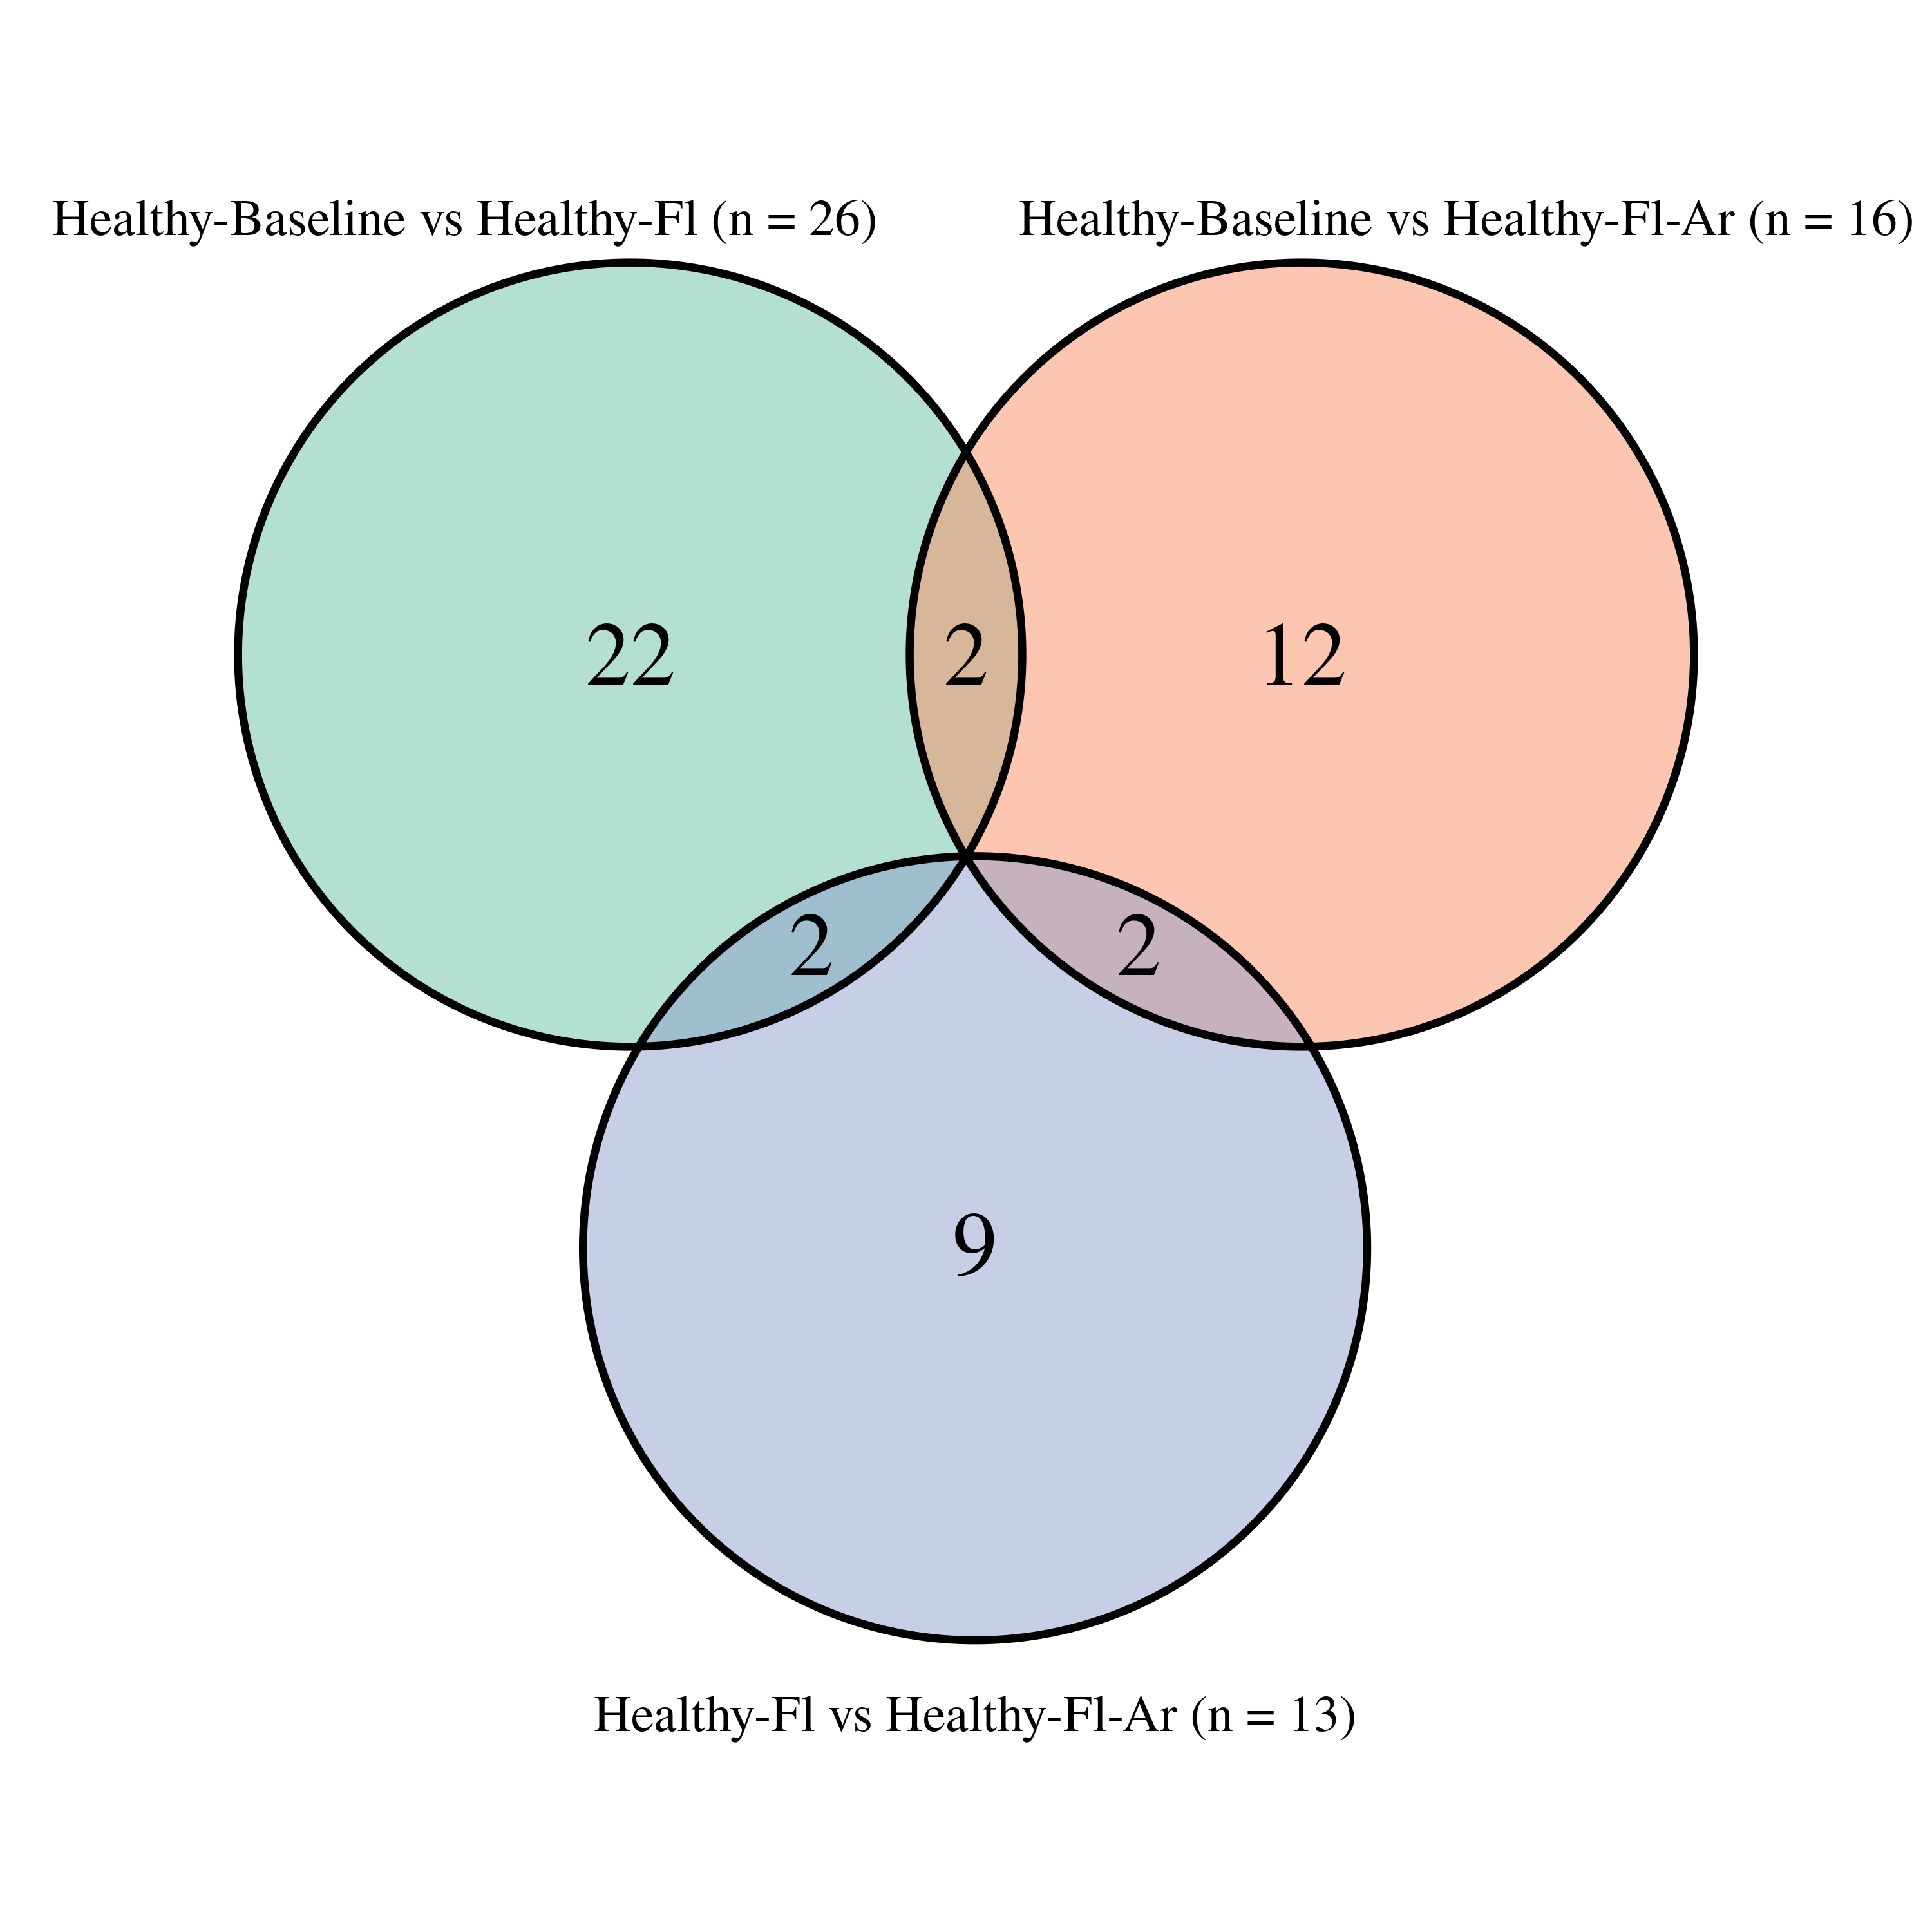 Healthy-Baseline vs Healthy-Fl (n = 26)
Healthy-Baseline vs Healthy-Fl-Ar (n = 16)
22
2
12
2
2
9
Healthy-Fl vs Healthy-Fl-Ar (n = 13)